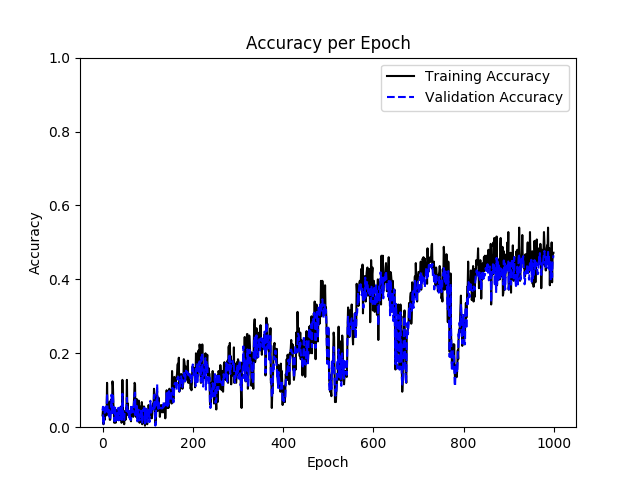 Accuracy per Epoch
1.0
Training Accuracy
Validation Accuracy
0.8
0.6
0.4
0.2
0.0
Accuracy
0 200 400 600 800 1000
Epoch